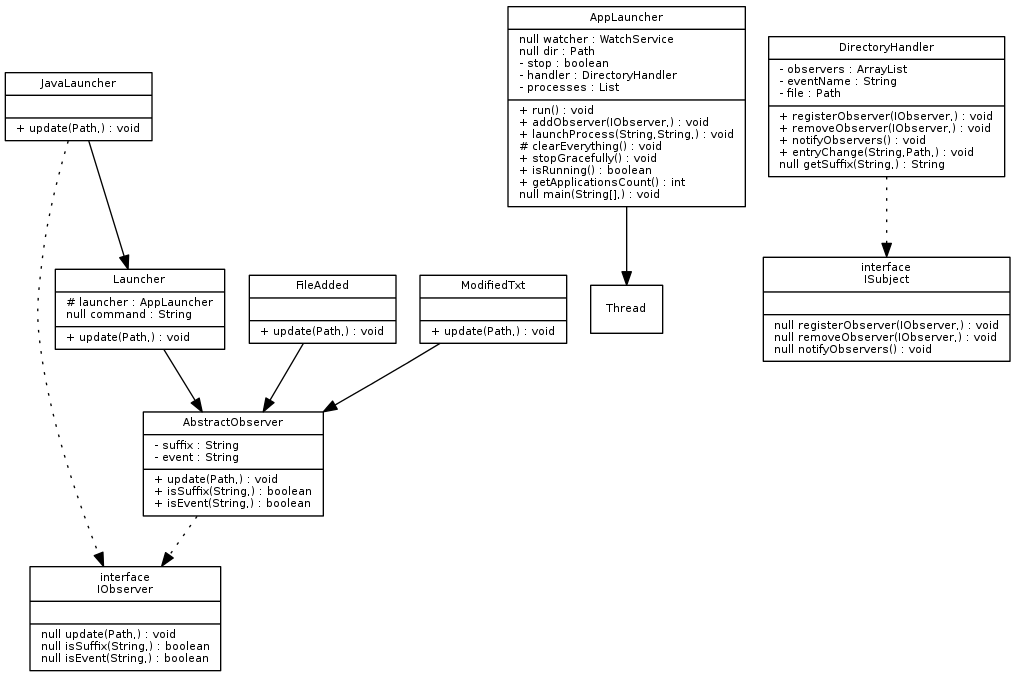 AppLauncher
null watcher : WatchService
null dir : Path
- stop : boolean
- handler : DirectoryHandler
- processes : List
+ run() : void
+ addObserver(IObserver,) : void
+ launchProcess(String,String,) : void
# clearEverything() : void
+ stopGracefully() : void
+ isRunning() : boolean
+ getApplicationsCount() : int
null main(String[],) : void
DirectoryHandler
- observers : ArrayList
- eventName : String
- file : Path
+ registerObserver(IObserver,) : void
+ removeObserver(IObserver,) : void
+ notifyObservers() : void
+ entryChange(String,Path,) : void
null getSuffix(String,) : String
JavaLauncher
+ update(Path,) : void
Launcher
# launcher : AppLauncher
null command : String
+ update(Path,) : void
FileAdded
+ update(Path,) : void
ModifiedTxt
+ update(Path,) : void
Thread
interface
ISubject
null registerObserver(IObserver,) : void
null removeObserver(IObserver,) : void
null notifyObservers() : void
AbstractObserver
- suffix : String
- event : String
+ update(Path,) : void
+ isSuffix(String,) : boolean
+ isEvent(String,) : boolean
interface
IObserver
null update(Path,) : void
null isSuffix(String,) : boolean
null isEvent(String,) : boolean